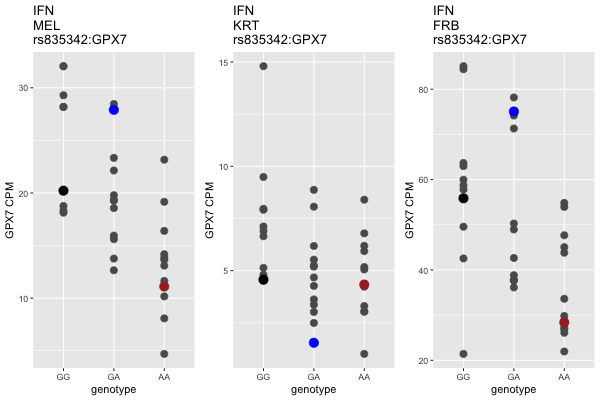 IFN
MEL
rs835342:GPX7
GPX7 CPM
30
20
10
GG GA AA
genotype
IFN
KRT
rs835342:GPX7
GPX7 CPM
15
10
5
GG GA AA
genotype
IFN
FRB
rs835342:GPX7
GPX7 CPM
80
60
40
20
GG GA AA
genotype